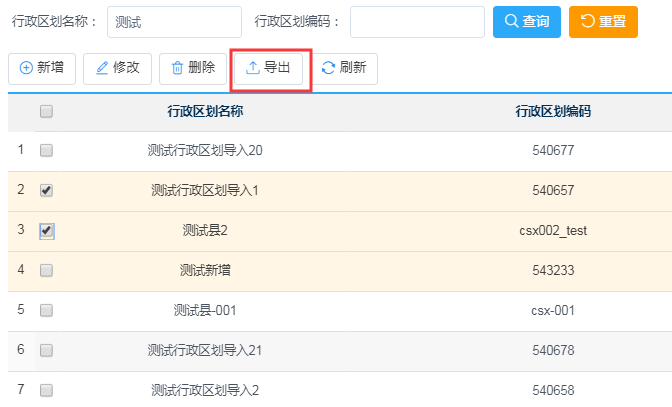 行政区划名称： 测试 行政区划编码： 查询 重置
新增 修改 删除 导出 刷新
行政区划名称 行政区划编码
1 测试行政区划导入20 540677
2 测试行政区划导入1 540657
3 测试县2 csx002_test
4 测试新增 543233
5 测试县-001 csx-001
6 测试行政区划导入21 540678
7 测试行政区划导入2 540658